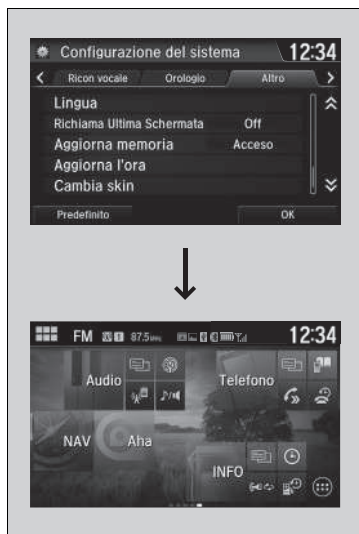 Configurazione del sistema 12:34
Ricon vocale Orologio Altro
Lingua
Richiama Ultima Schermata Off
Aggiorna memoria Acceso
Aggiorna l'ora
Cambia skin
Predefinito OK
FM 87.5 12:34
Audio Telefono
NAV Aha
INFO